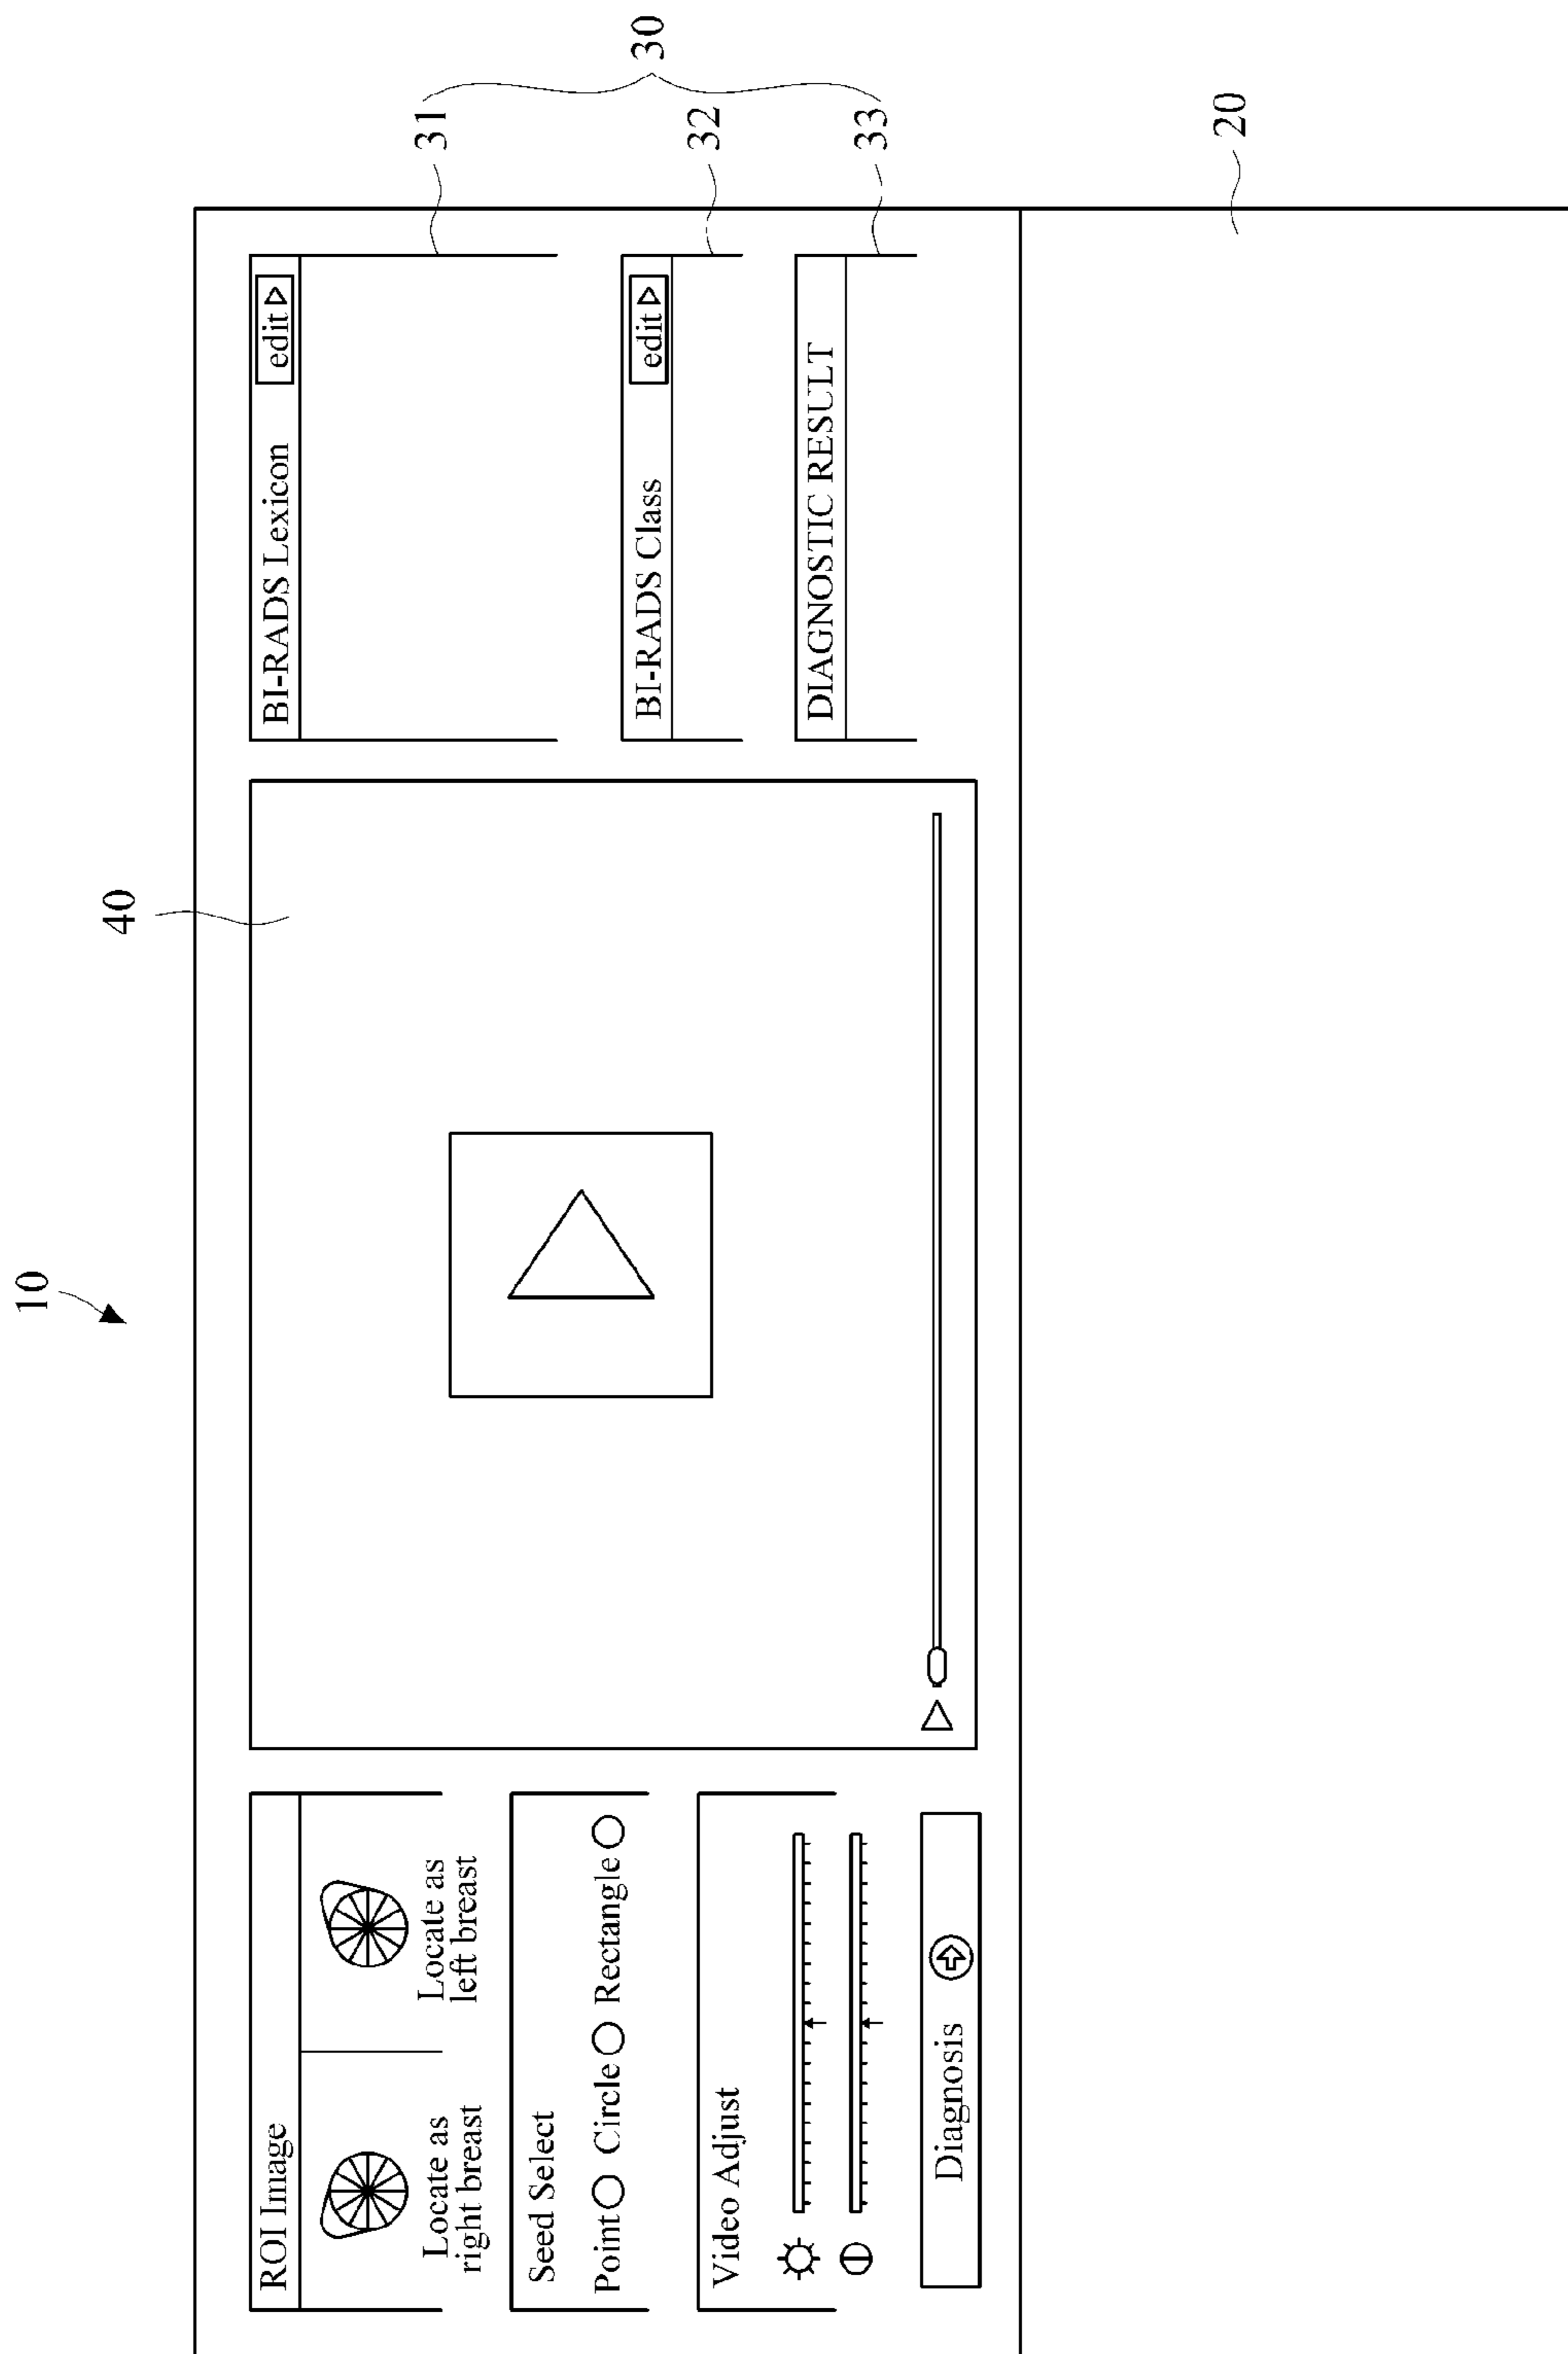 10
40
30
31
32
33
20
ROI Image
Locate as
right breast
Locate as
left breast
Seed Select
Point Circle Rectangle
Video Adjust
Diagnosis
BI-RADS Lexicon
edit
BI-RADS Class
edit
DIAGNOSTIC RESULT